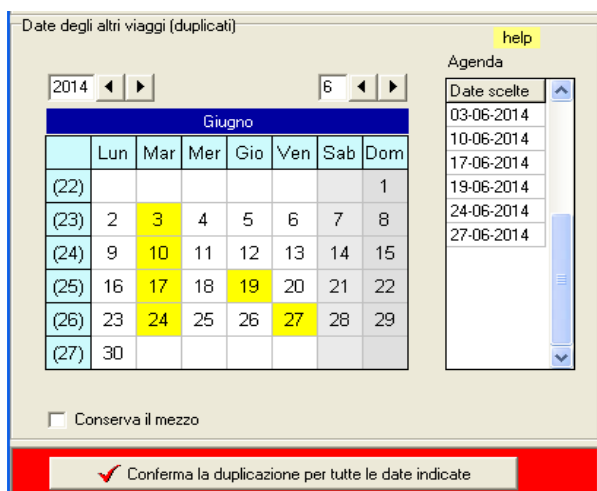 Date degli altri viaggi (duplicati)
help
Agenda
2014
6
Date scelte
Giugno
03-06-2014
10-06-2014
17-06-2014
19-06-2014
24-06-2014
27-06-2014
Lun Mar Mer Gio Ven Sab Dom
(22) 1
(23) 2 3 4 5 6 7 8
(24) 9 10 11 12 13 14 15
(25) 16 17 18 19 20 21 22
(26) 23 24 25 26 27 28 29
(27) 30
Conserva il mezzo
Conferma la duplicazione per tutte le date indicate